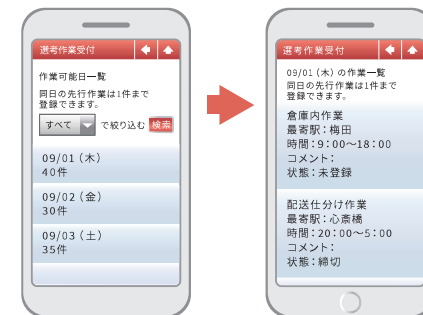 選考作業受付
作業可能日一覧
同日の先行作業は1件まで
登録できます。
すべて で絞り込む 検索
09/01（木）
40件
09/02（金）
30件
09/03（土）
35件
選考作業受付
09/01（木）の作業一覧
同日の先行作業は1件まで
登録できます。
倉庫内作業
最寄駅：梅田
時間：9：00〜18：00
コメント：
状態：未登録
配送仕分け作業
最寄駅：心斎橋
時間：20：00〜5：00
コメント：
状態：締切